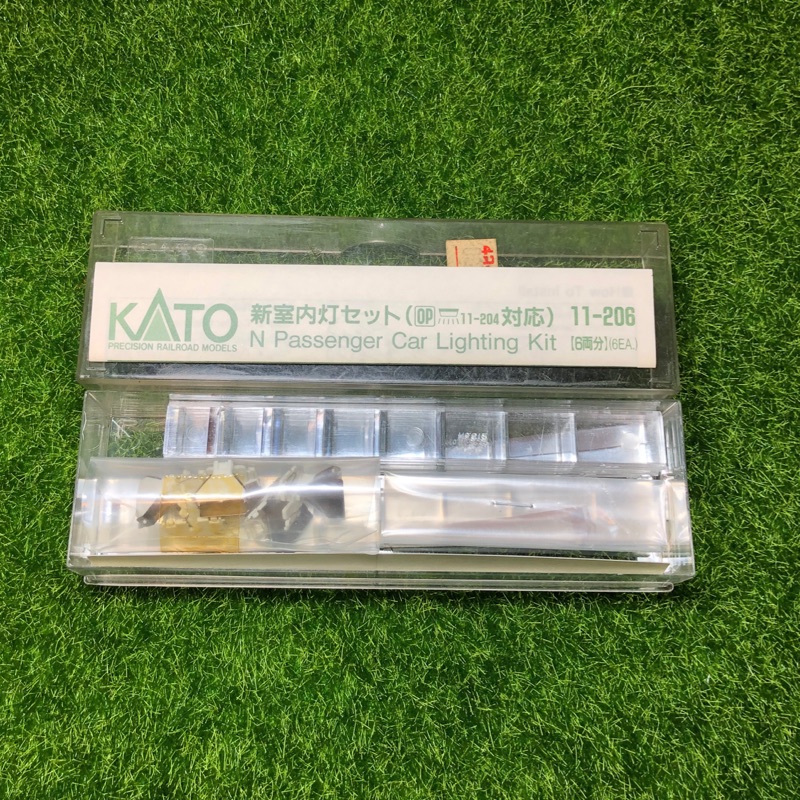 KATO
PRECISION RAILROAD MODELS
新室内灯セット(OP 11-204対応) 11-206
N Passenger Car Lighting Kit 【6両分】(6EA.)